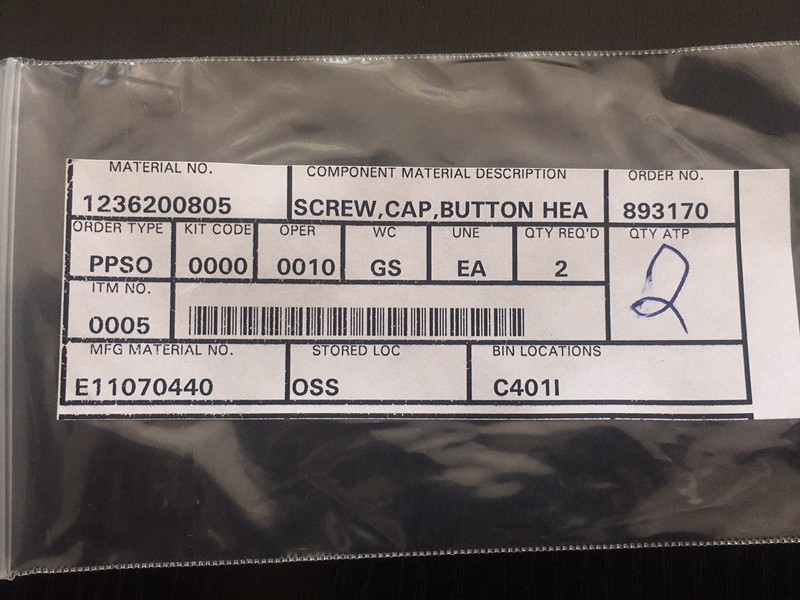 MATERIAL NO. COMPONENT MATERIAL DESCRIPTION ORDER NO.
1236200805 SCREW,CAP,BUTTON HEA 893170
ORDER TYPE KIT CODE OPER WC UNE QTY REQ'D QTY ATP
PPSO 0000 0010 GS EA 2 2
ITM NO.
0005
MFG MATERIAL NO. STORED LOC BIN LOCATIONS
E11070440 OSS C401I